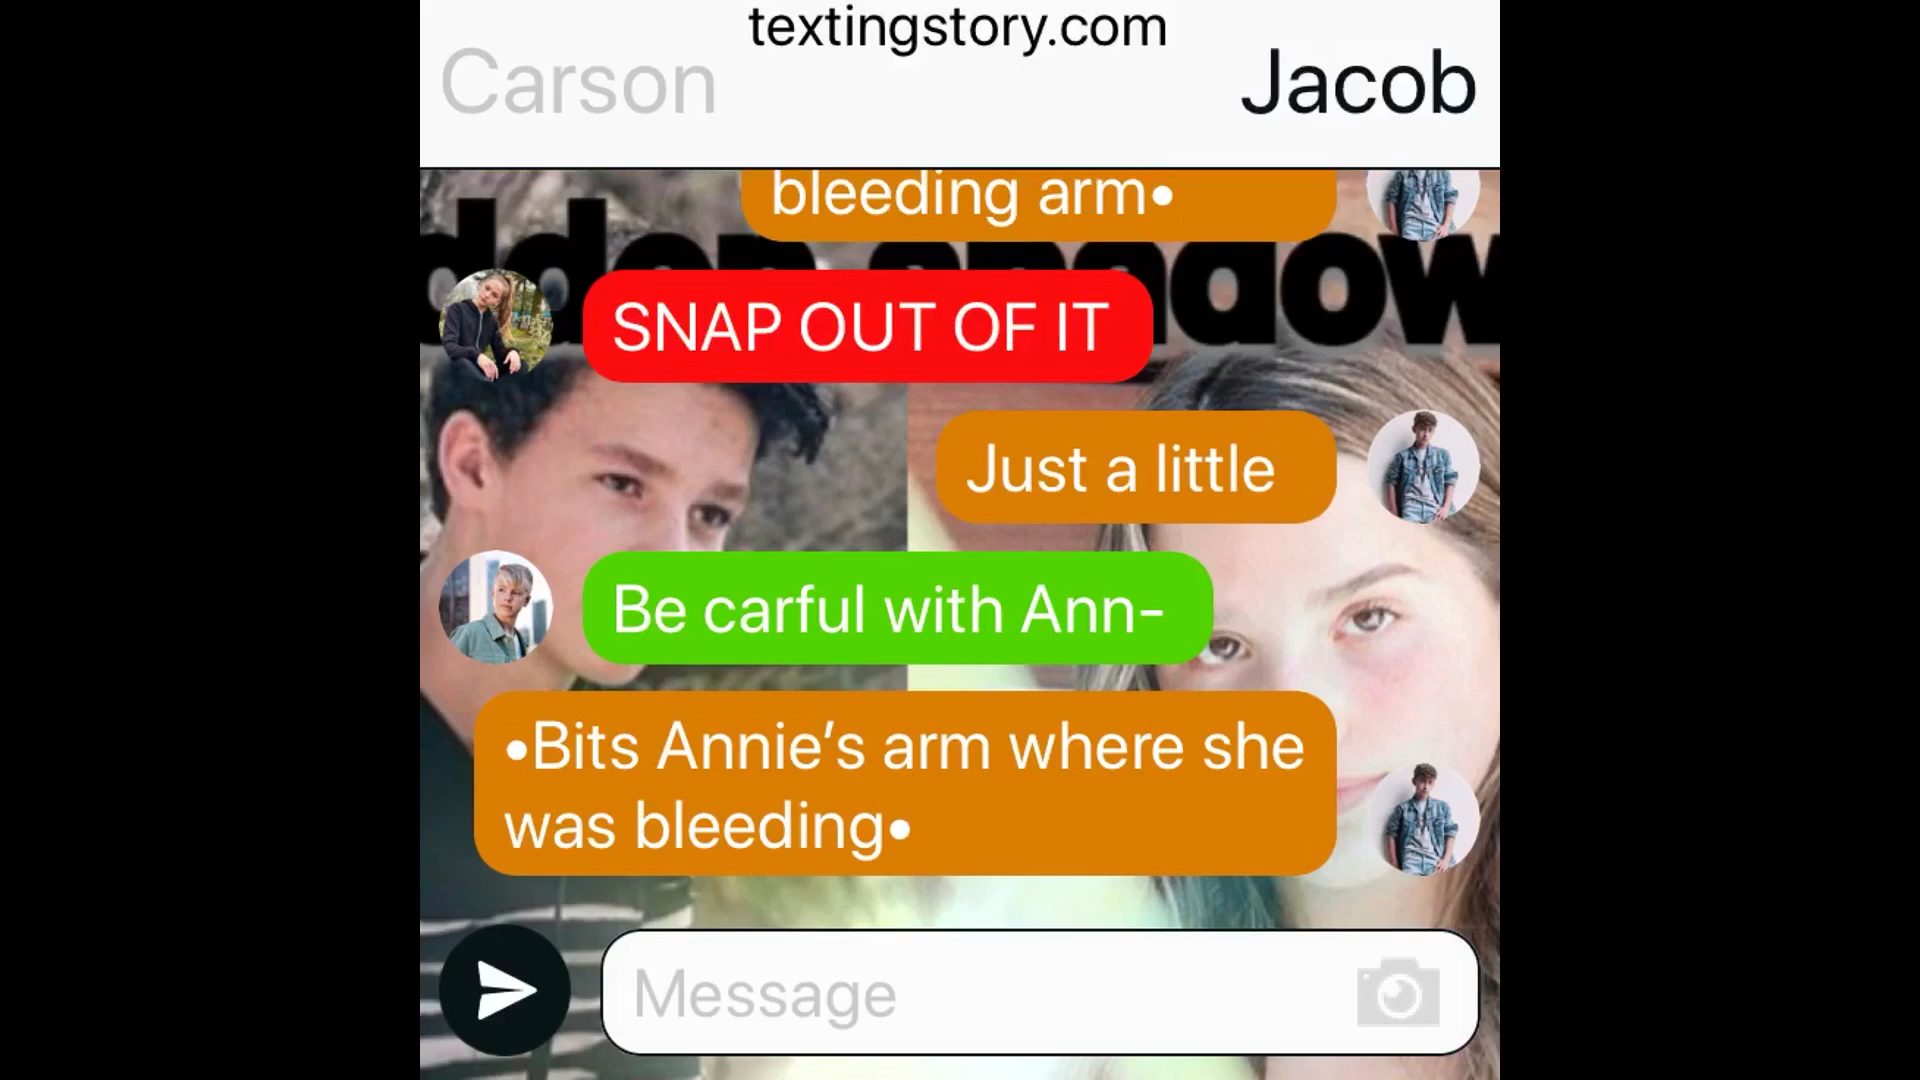 textingstory.com
Carson
Jacob
bleeding arm•
SNAP OUT OF IT
Just a little
Be carful with Ann-
•Bits Annie’s arm where she
was bleeding•
Message